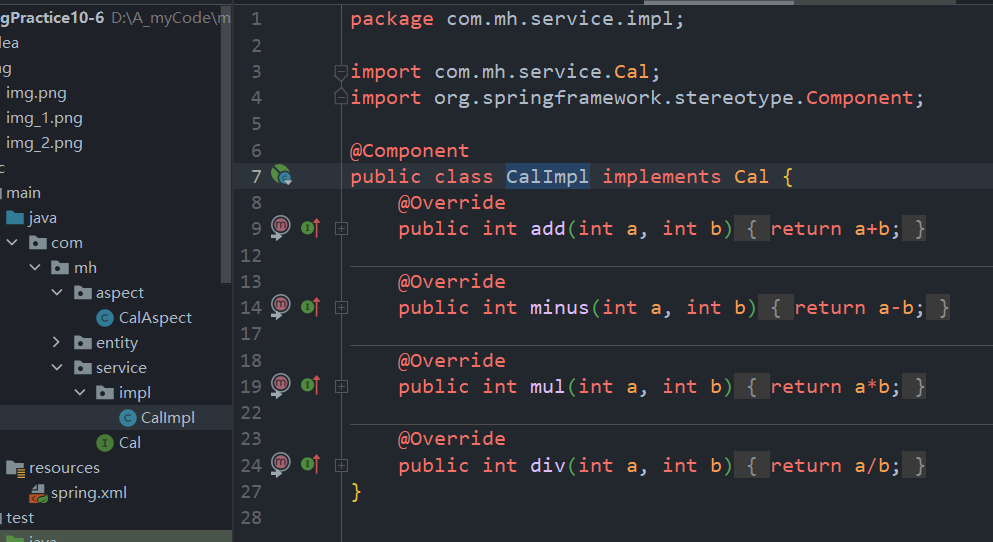 gPractice10-6 D:\A_myCode\m
dea
ng
img.png
img_1.png
img_2.png
c
main
java
com
mh
aspect
CalAspect
entity
service
impl
CalImpl
Cal
resources
spring.xml
test
java
1 package com.mh.service.impl;
2
3 import com.mh.service.Cal;
4 import org.springframework.stereotype.Component;
5
6 @Component
7 public class CalImpl implements Cal {
8 @Override
9 public int add(int a, int b) { return a+b; }
12
13 @Override
14 public int minus(int a, int b) { return a-b; }
17
18 @Override
19 public int mul(int a, int b) { return a*b; }
22
23 @Override
24 public int div(int a, int b) { return a/b; }
27 }
28